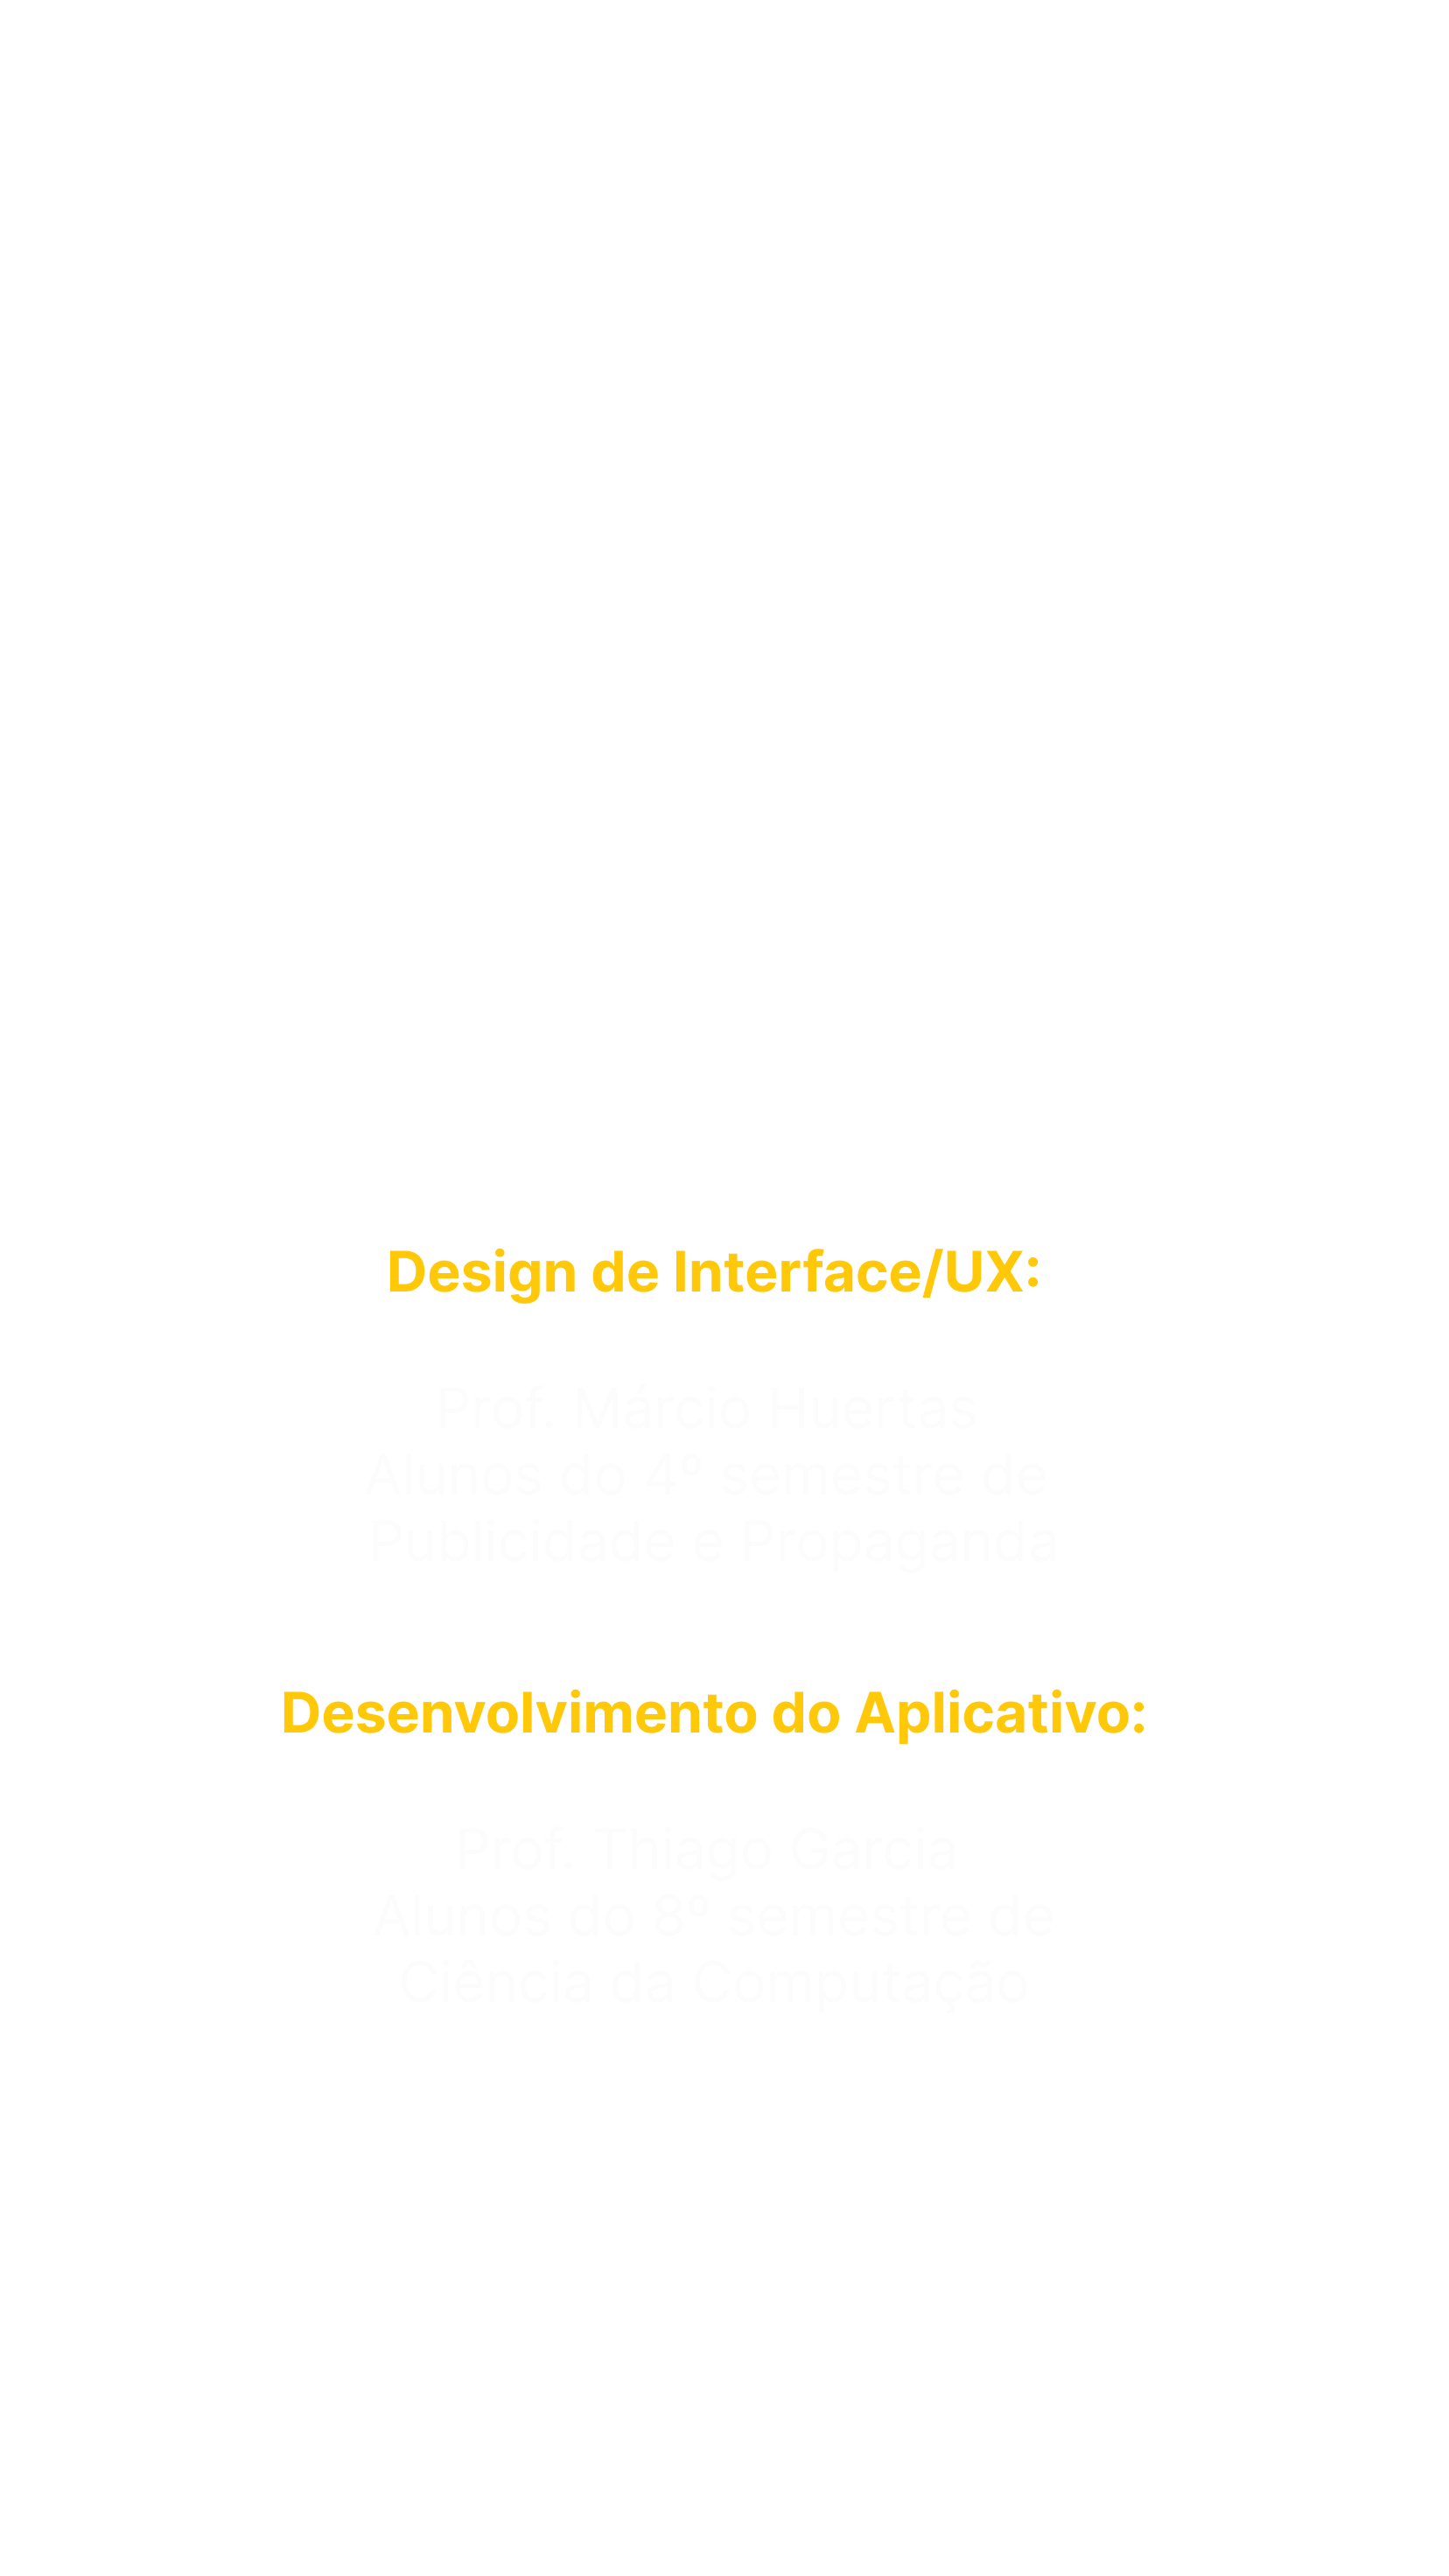 Design de Interface/UX:
Prof. Márcio Huertas
Alunos do 4º semestre de
Publicidade e Propaganda
Desenvolvimento do Aplicativo:
Prof. Thiago Garcia
Alunos do 8º semestre de
Ciência da Computação